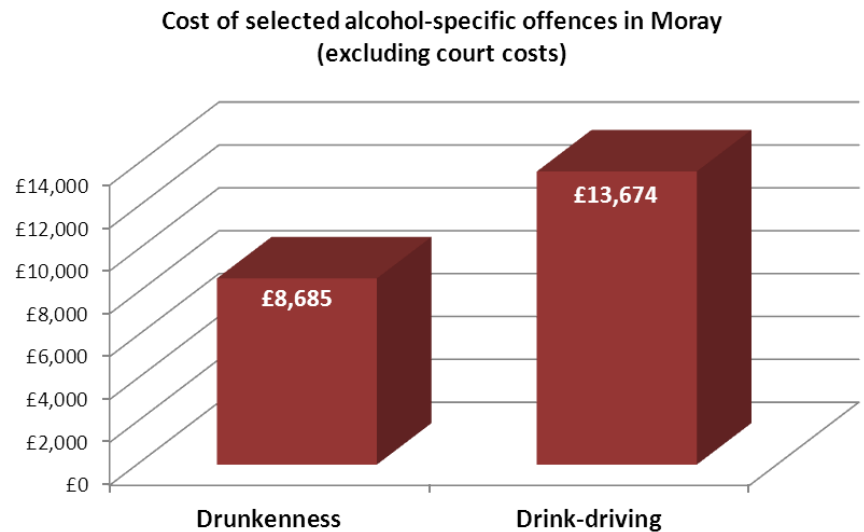 Cost of selected alcohol-specific offences in Moray
(excluding court costs)
£14,000
£12,000
£10,000
£8,000
£6,000
£4,000
£2,000
£0
£8,685
£13,674
Drunkenness
Drink-driving